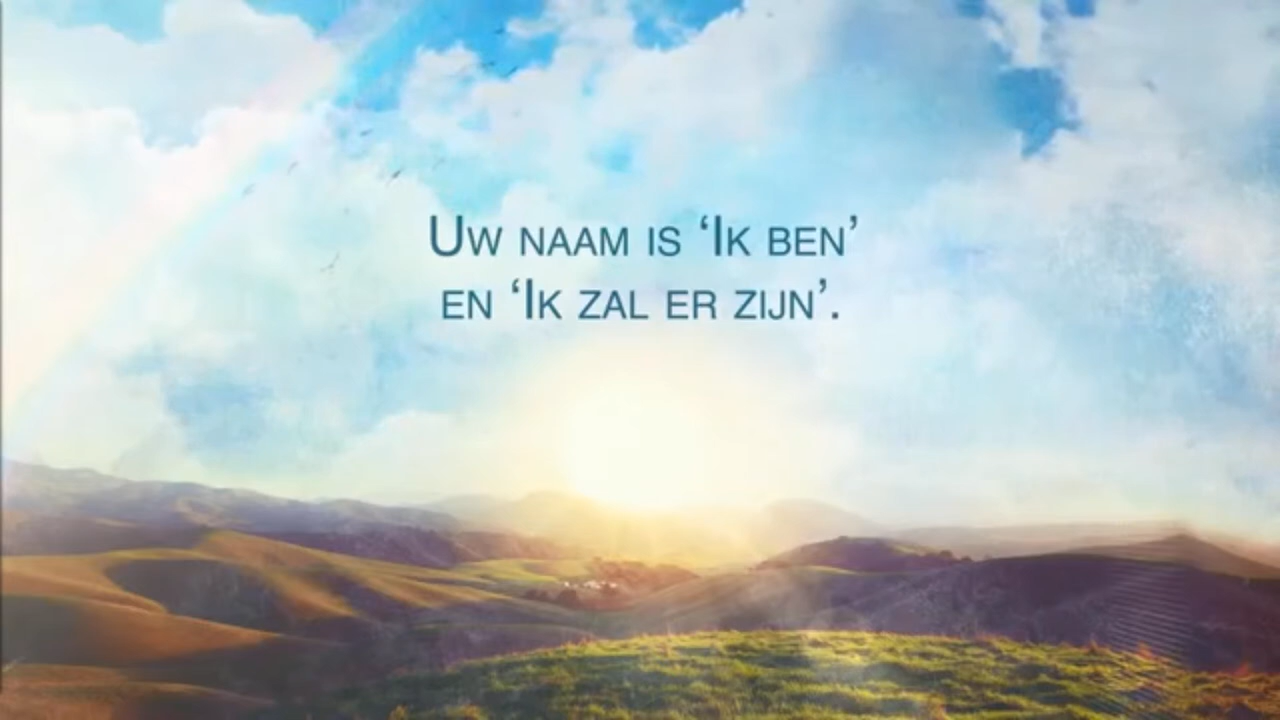 Uw naam is ‘Ik ben’
en ‘Ik zal er zijn’.